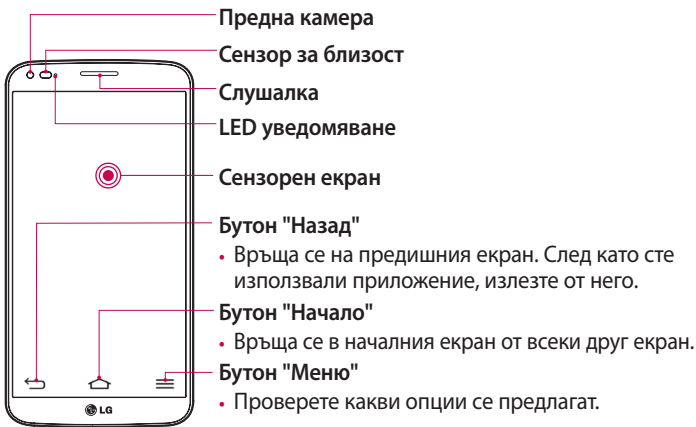 Предна камера
Сензор за близост
Слушалка
LED уведомяване
Сензорен екран
Бутон "Назад"
• Връща се на предишния екран. След като сте
използвали приложение, излезте от него.
Бутон "Начало"
• Връща се в началния екран от всеки друг екран.
Бутон "Меню"
• Проверете какви опции се предлагат.
LG